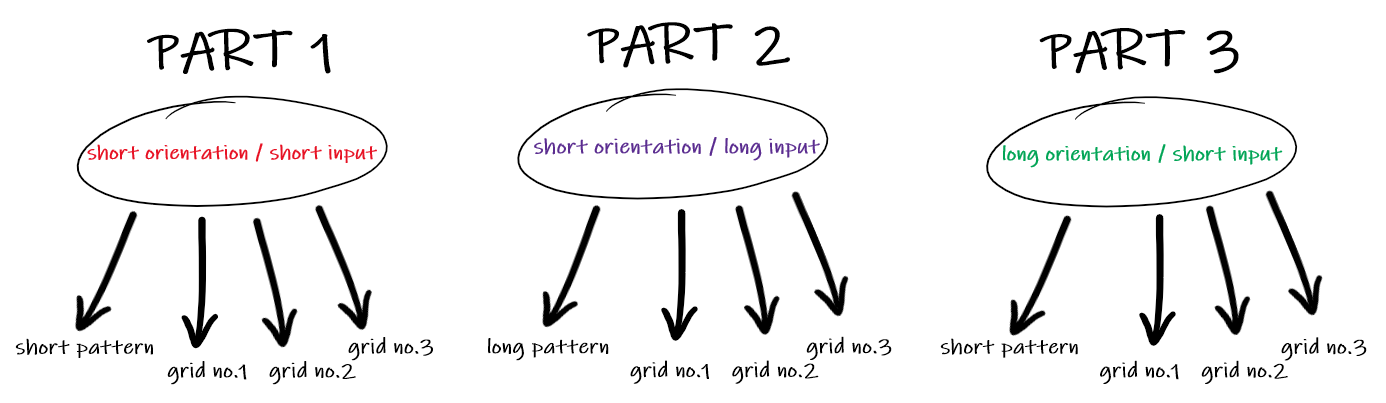 PART 1
short orientation / short input
short pattern
grid no.1
grid no.2
grid no.3
PART 2
short orientation / long input
long pattern
grid no.1
grid no.2
grid no.3
PART 3
long orientation / short input
short pattern
grid no.1
grid no.2
grid no.3